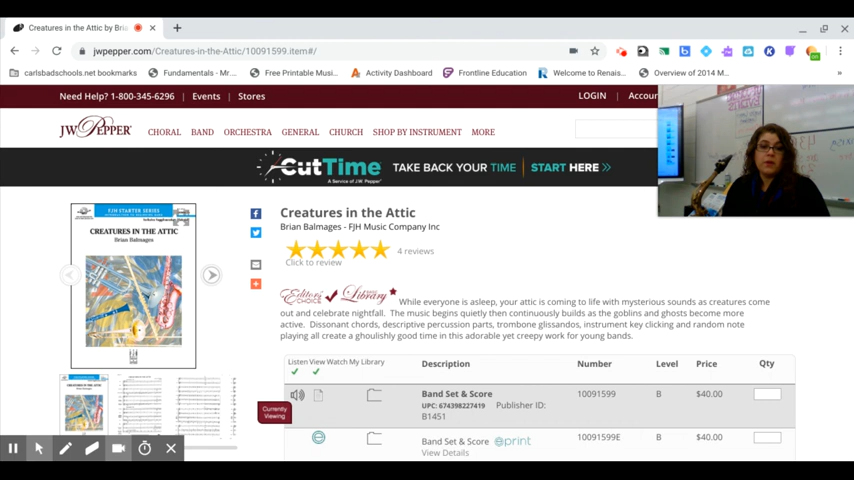 Creatures in the Attic by Bria
jwpepper.com/Creatures-in-the-Attic/10091599.item#/
carlsbadschools.net bookmarks
Fundamentals - Mr....
Free Printable Musi...
Activity Dashboard
Frontline Education
Welcome to Renais...
Overview of 2014 M...
»
Need Help? 1-800-345-6296 | Events | Stores
LOGIN | Accoun
JW PEPPER
CHORAL BAND ORCHESTRA GENERAL CHURCH SHOP BY INSTRUMENT MORE
CutTime
A Service of J.W. Pepper
TAKE BACK YOUR TIME | START HERE »
FJH STARTER SERIES
CREATURES IN THE ATTIC
Brian Balmages
Creatures in the Attic
Brian Balmages - FJH Music Company Inc
4 reviews
Click to review
Editors' CHOICE
BASIC Library
While everyone is asleep, your attic is coming to life with mysterious sounds as creatures come
out and celebrate nightfall. The music begins quietly then continuously builds as the goblins and ghosts become more
active. Dissonant chords, descriptive percussion parts, trombone glissandos, instrument key clicking and random note
playing all create a ghoulishly good time in this adorable yet creepy work for young bands.
Listen View Watch My Library
Description
Number
Level
Price
Qty
Currently
Viewing
Band Set & Score
UPC: 674398227419 Publisher ID:
B1451
10091599
B
$40.00
Band Set & Score eprint
View Details
10091599E
B
$40.00